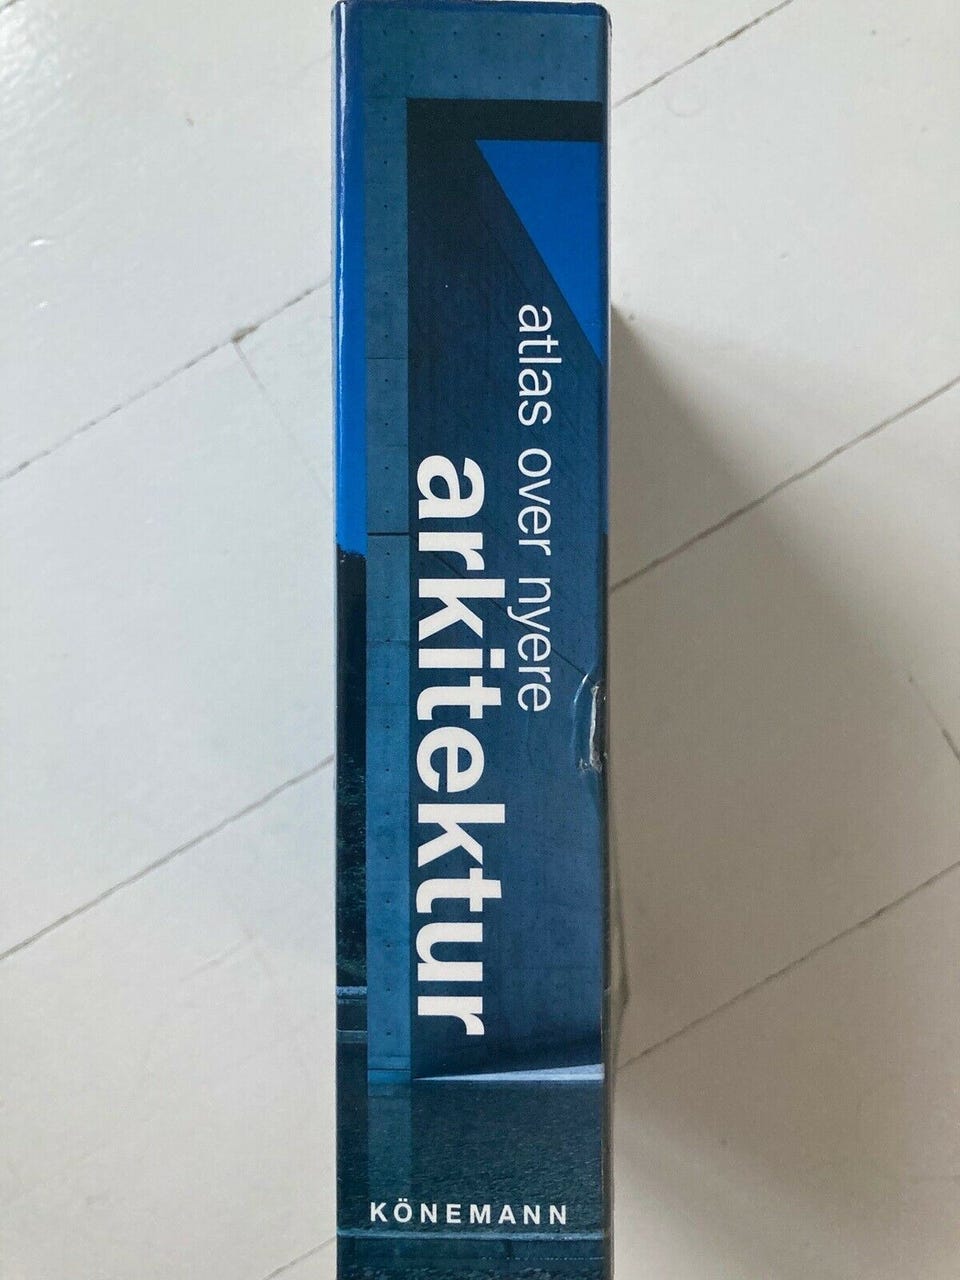 atlas over nyere
arkitektur
KÖNEMANN